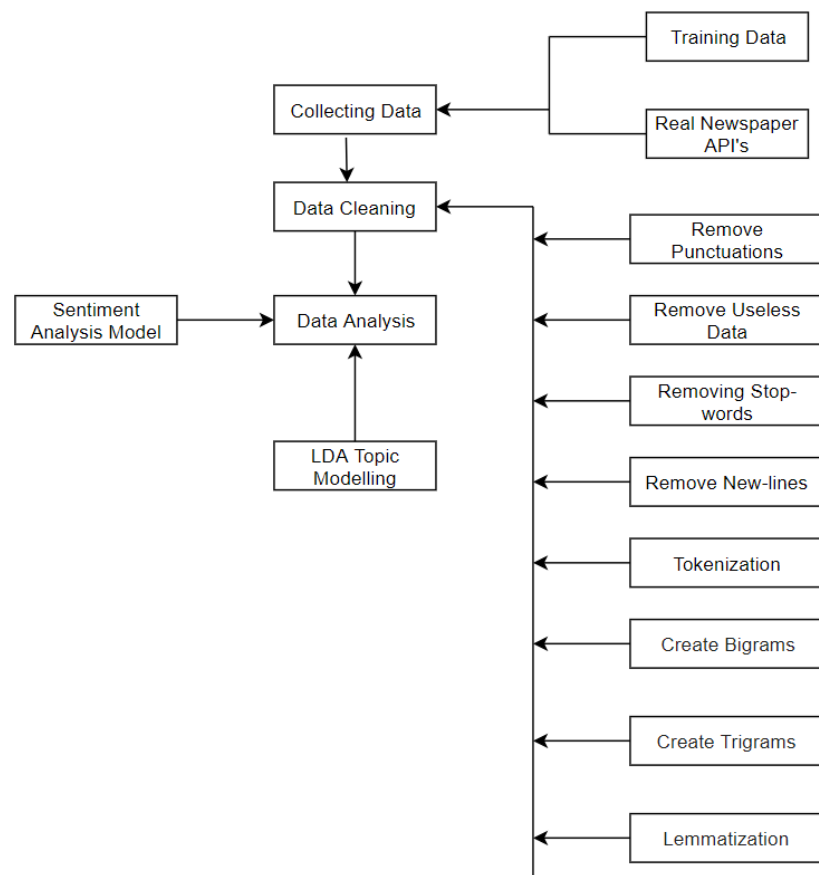 Training Data
Collecting Data
Real Newspaper
API's
Data Cleaning
Remove
Punctuations
Sentiment
Analysis Model
Data Analysis
Remove Useless
Data
Removing Stop-
words
LDA Topic
Modelling
Remove New-lines
Tokenization
Create Bigrams
Create Trigrams
Lemmatization